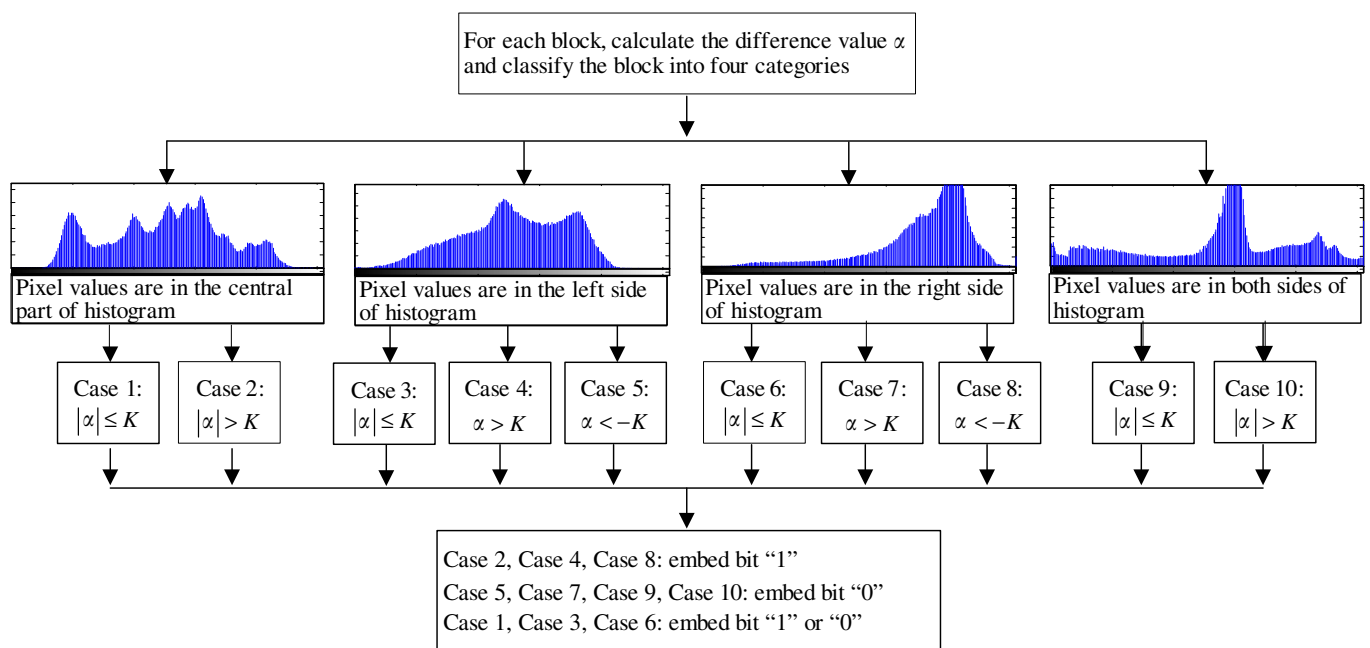 For each block, calculate the difference value α
and classify the block into four categories
Pixel values are in the central
part of histogram
Pixel values are in the left side
of histogram
Pixel values are in the right side
of histogram
Pixel values are in both sides of
histogram
Case 1:
|α| ≤ K
Case 2:
|α| > K
Case 3:
|α| ≤ K
Case 4:
α > K
Case 5:
α < −K
Case 6:
|α| ≤ K
Case 7:
α > K
Case 8:
α < −K
Case 9:
|α| ≤ K
Case 10:
|α| > K
Case 2, Case 4, Case 8: embed bit “1”
Case 5, Case 7, Case 9, Case 10: embed bit “0”
Case 1, Case 3, Case 6: embed bit “1” or “0”